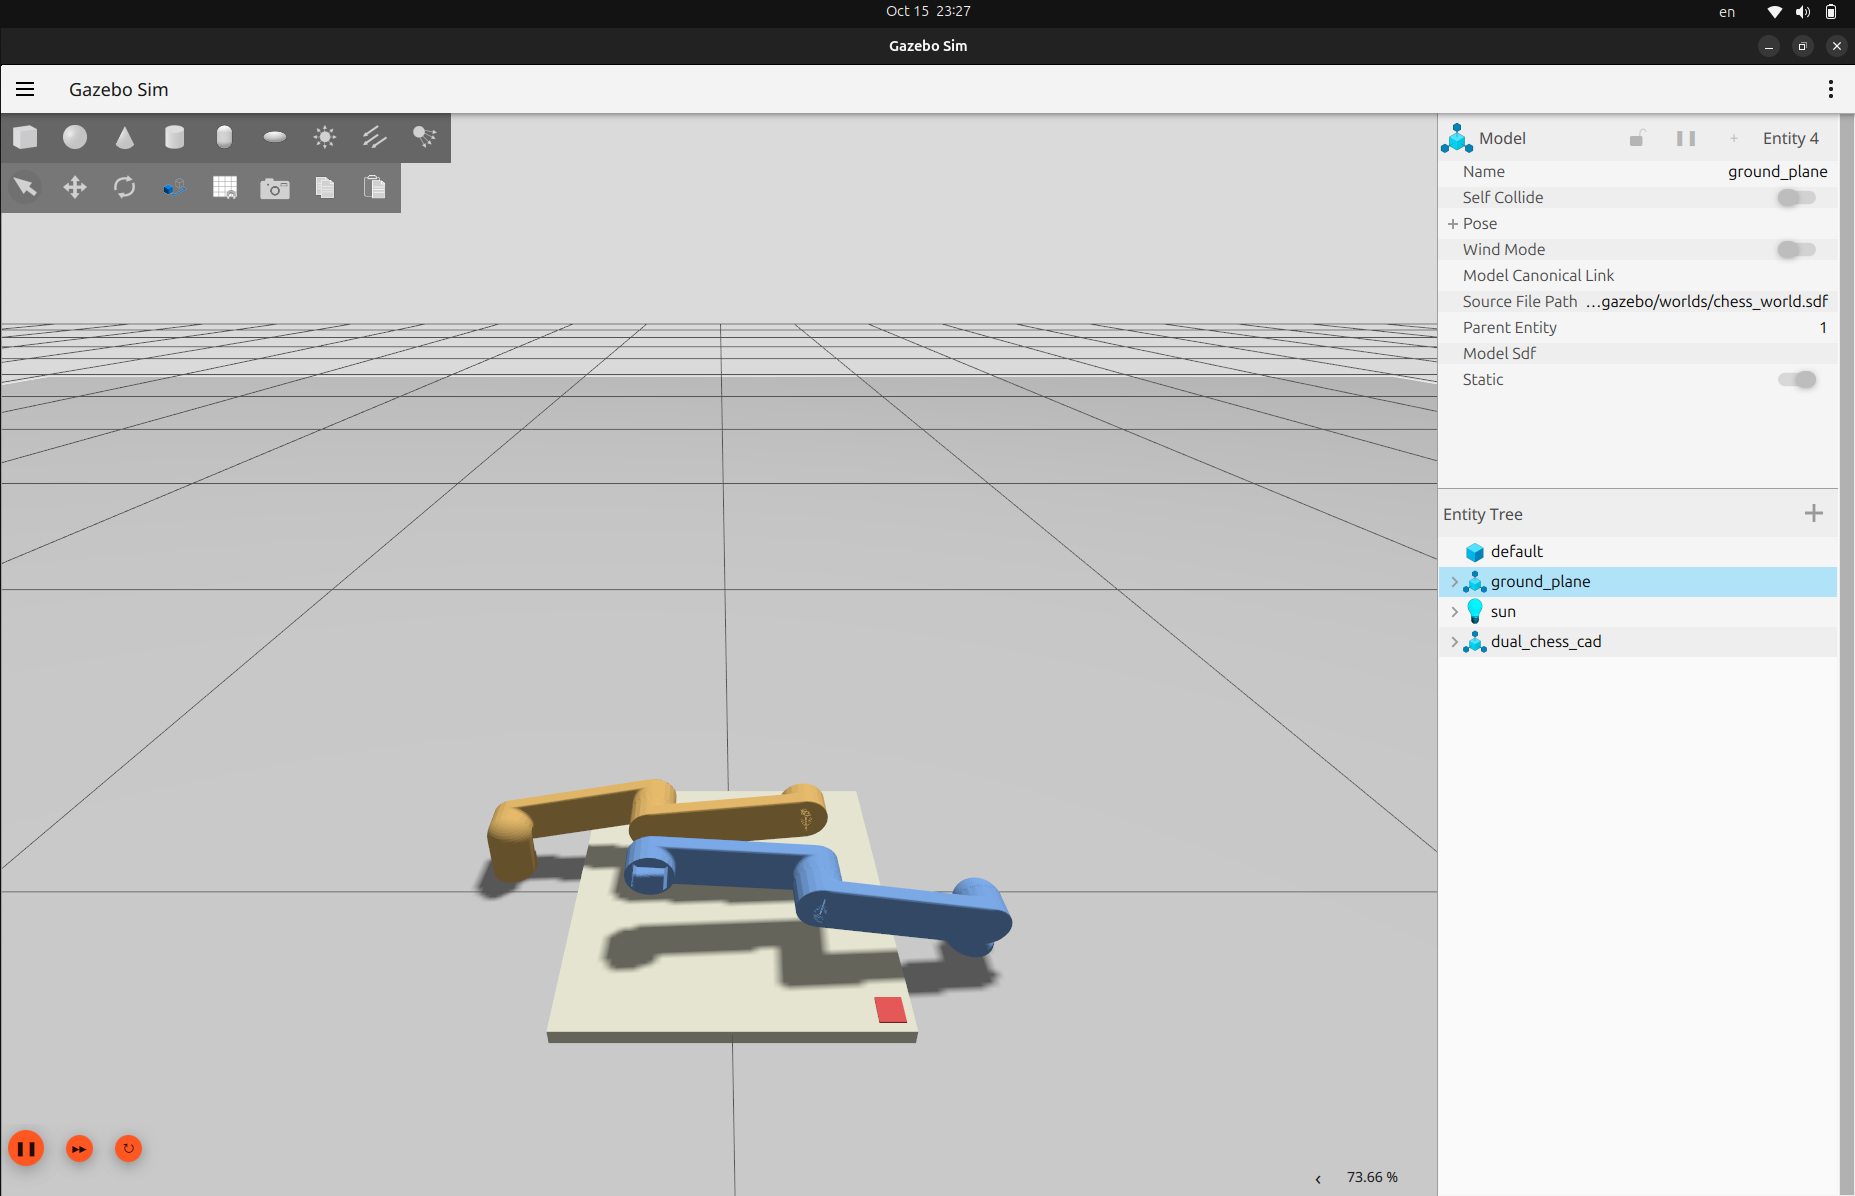 Oct 15 23:27
en
Gazebo Sim
Gazebo Sim
Model
Entity 4
Name ground_plane
Self Collide
Pose
Wind Mode
Model Canonical Link
Source File Path ...gazebo/worlds/chess_world.sdf
Parent Entity 1
Model Sdf
Static
Entity Tree
default
ground_plane
sun
dual_chess_cad
73.66 %